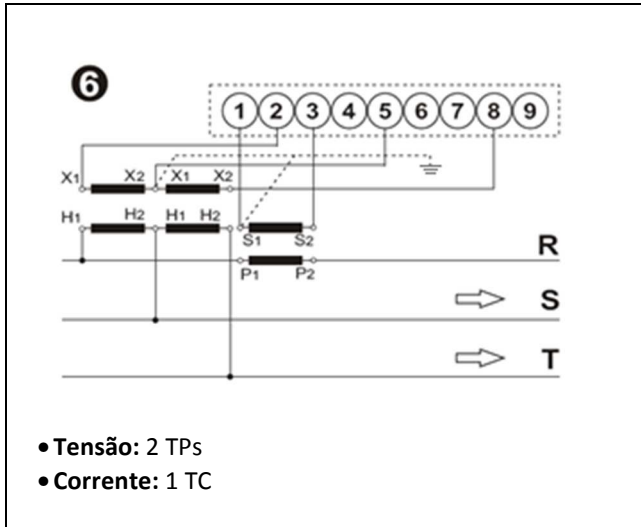 6
1 2 3 4 5 6 7 8 9
X1 X2 X1 X2
H1 H2 H1 H2
S1 S2
R
P1 P2
S
T
• Tensão: 2 TPs
• Corrente: 1 TC